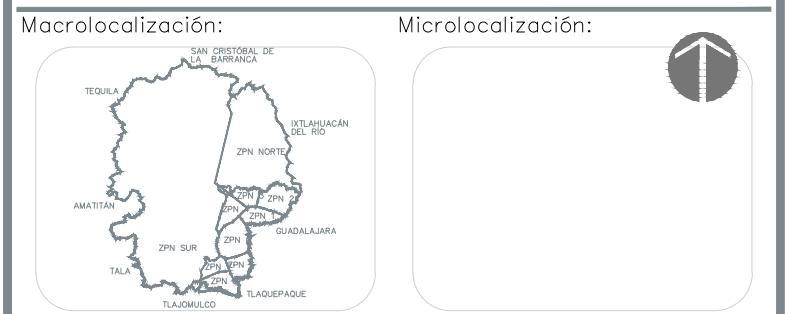 Macrolocalización:
Microlocalización:
SAN CRISTÓBAL DE
LA BARRANCA
TEQUILA
IXTLAHUACÁN
DEL RÍO
ZPN NORTE
ZPN
ZPN 2
AMATITÁN
ZPN
ZPN 1
GUADALAJARA
ZPN
ZPN SUR
ZPN
ZPN
TALA
ZPN
TLAQUEPAQUE
TLAJOMULCO